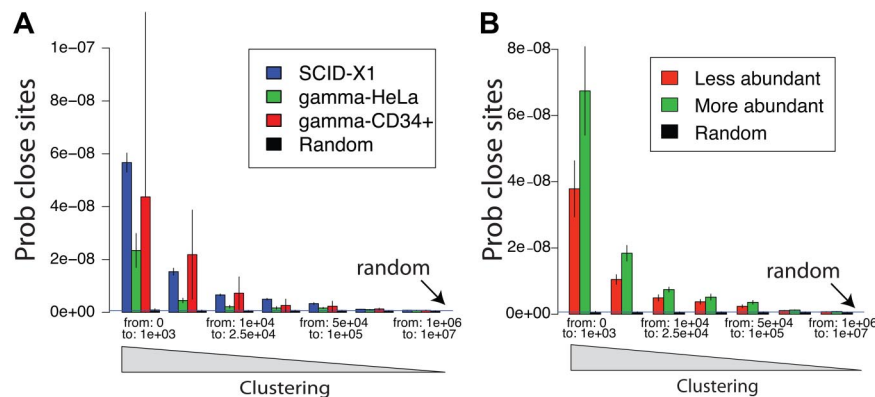 A
Prob close sites
1e-07
8e-08
6e-08
4e-08
2e-08
0e+00
SCID-X1
gamma-HeLa
gamma-CD34+
Random
random
from: 0
to: 1e+03
from: 1e+04
to: 2.5e+04
from: 5e+04
to: 1e+05
from: 1e+06
to: 1e+07
Clustering
B
Prob close sites
8e-08
6e-08
4e-08
2e-08
0e+00
Less abundant
More abundant
Random
random
from: 0
to: 1e+03
from: 1e+04
to: 2.5e+04
from: 5e+04
to: 1e+05
from: 1e+06
to: 1e+07
Clustering